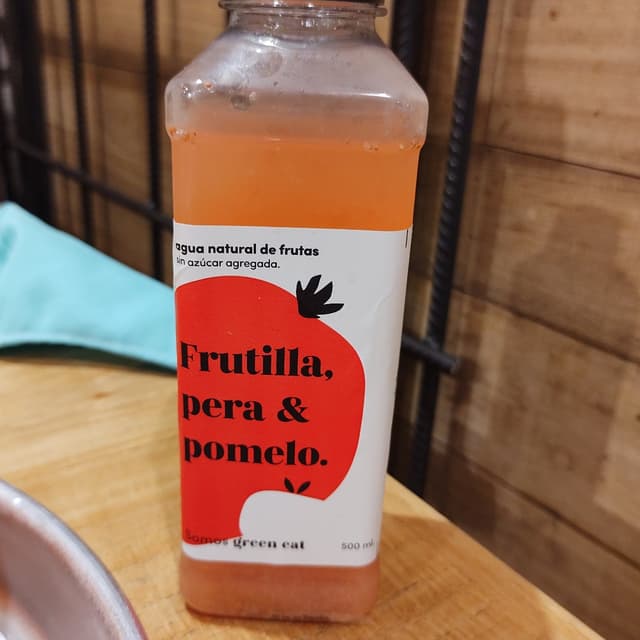 agua natural de frutas
sin azúcar agregada.
Frutilla,
pera &
pomelo.
Somos green eat
500 ml.